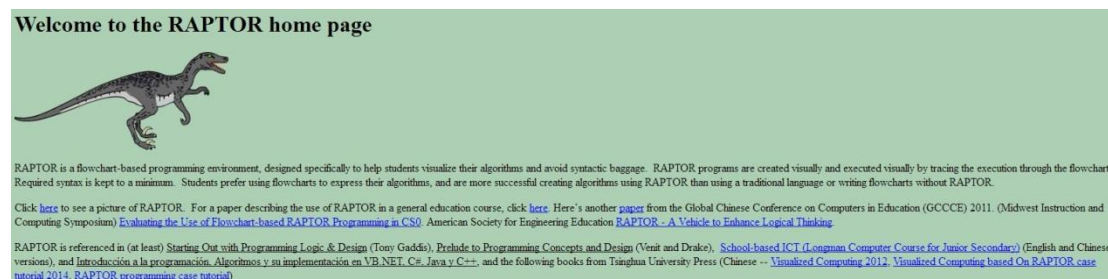 Welcome to the RAPTOR home page
RAPTOR is a flowchart-based programming environment, designed specifically to help students visualize their algorithms and avoid syntactic baggage.  RAPTOR programs are created visually and executed visually by tracing the execution through the flowchart
Required syntax is kept to a minimum.  Students prefer using flowcharts to express their algorithms, and are more successful creating algorithms using RAPTOR than using a traditional language or writing flowcharts without RAPTOR.
Click here to see a picture of RAPTOR.  For a paper describing the use of RAPTOR in a general education course, click here. Here's another paper from the Global Chinese Conference on Computers in Education (GCCCE) 2011. (Midwest Instruction and
Computing Symposium) Evaluating the Use of Flowchart-based RAPTOR Programming in CS0. American Society for Engineering Education RAPTOR - A Vehicle to Enhance Logical Thinking.
RAPTOR is referenced in (at least) Starting Out with Programming Logic & Design (Tony Gaddis), Prelude to Programming Concepts and Design (Venit and Drake),  School-based ICT (Longman Computer Course for Junior Secondary) (English and Chinese
versions), and Introducción a la programación, Algoritmos y su implementación en VB.NET, C#, Java y C++, and the following books from Tsinghua University Press (Chinese -- Visualized Computing 2012, Visualized Computing based On RAPTOR case
tutorial 2014, RAPTOR programming case tutorial)